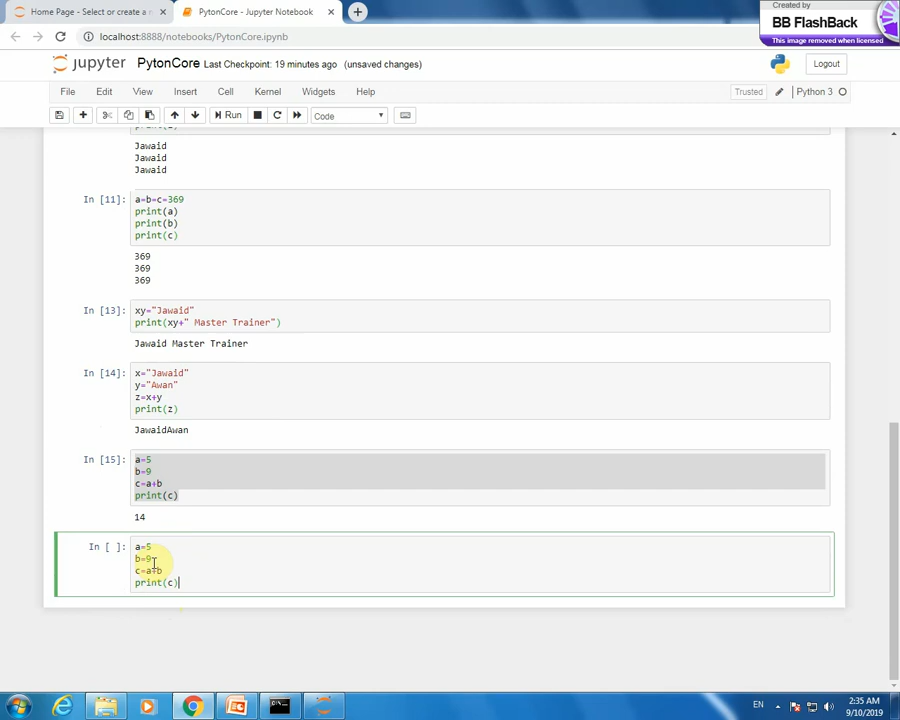 Home Page - Select or create a n
PytonCore - Jupyter Notebook
Created by
BB FlashBack
This image removed when licensed
localhost:8888/notebooks/PytonCore.ipynb
jupyter PytonCore Last Checkpoint: 19 minutes ago (unsaved changes)
Logout
File Edit View Insert Cell Kernel Widgets Help
Trusted
Python 3
Run
Code
Jawaid
Jawaid
Jawaid
In [11]:
a=b=c=369
print(a)
print(b)
print(c)
369
369
369
In [13]:
xy="Jawaid"
print(xy+" Master Trainer")
Jawaid Master Trainer
In [14]:
x="Jawaid"
y="Awan"
z=x+y
print(z)
JawaidAwan
In [15]:
a=5
b=9
c=a+b
print(c)
14
In [ ]:
a=5
b=9
c=a+b
print(c)
EN
2:35 AM
9/10/2019